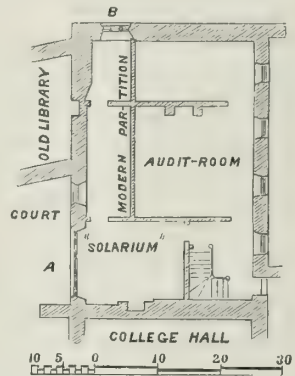 B
OLD LIBRARY
MODERN PARTITION
AUDIT-ROOM
COURT
"SOLARIUM"
A
COLLEGE HALL
10 5 0 10 20 30